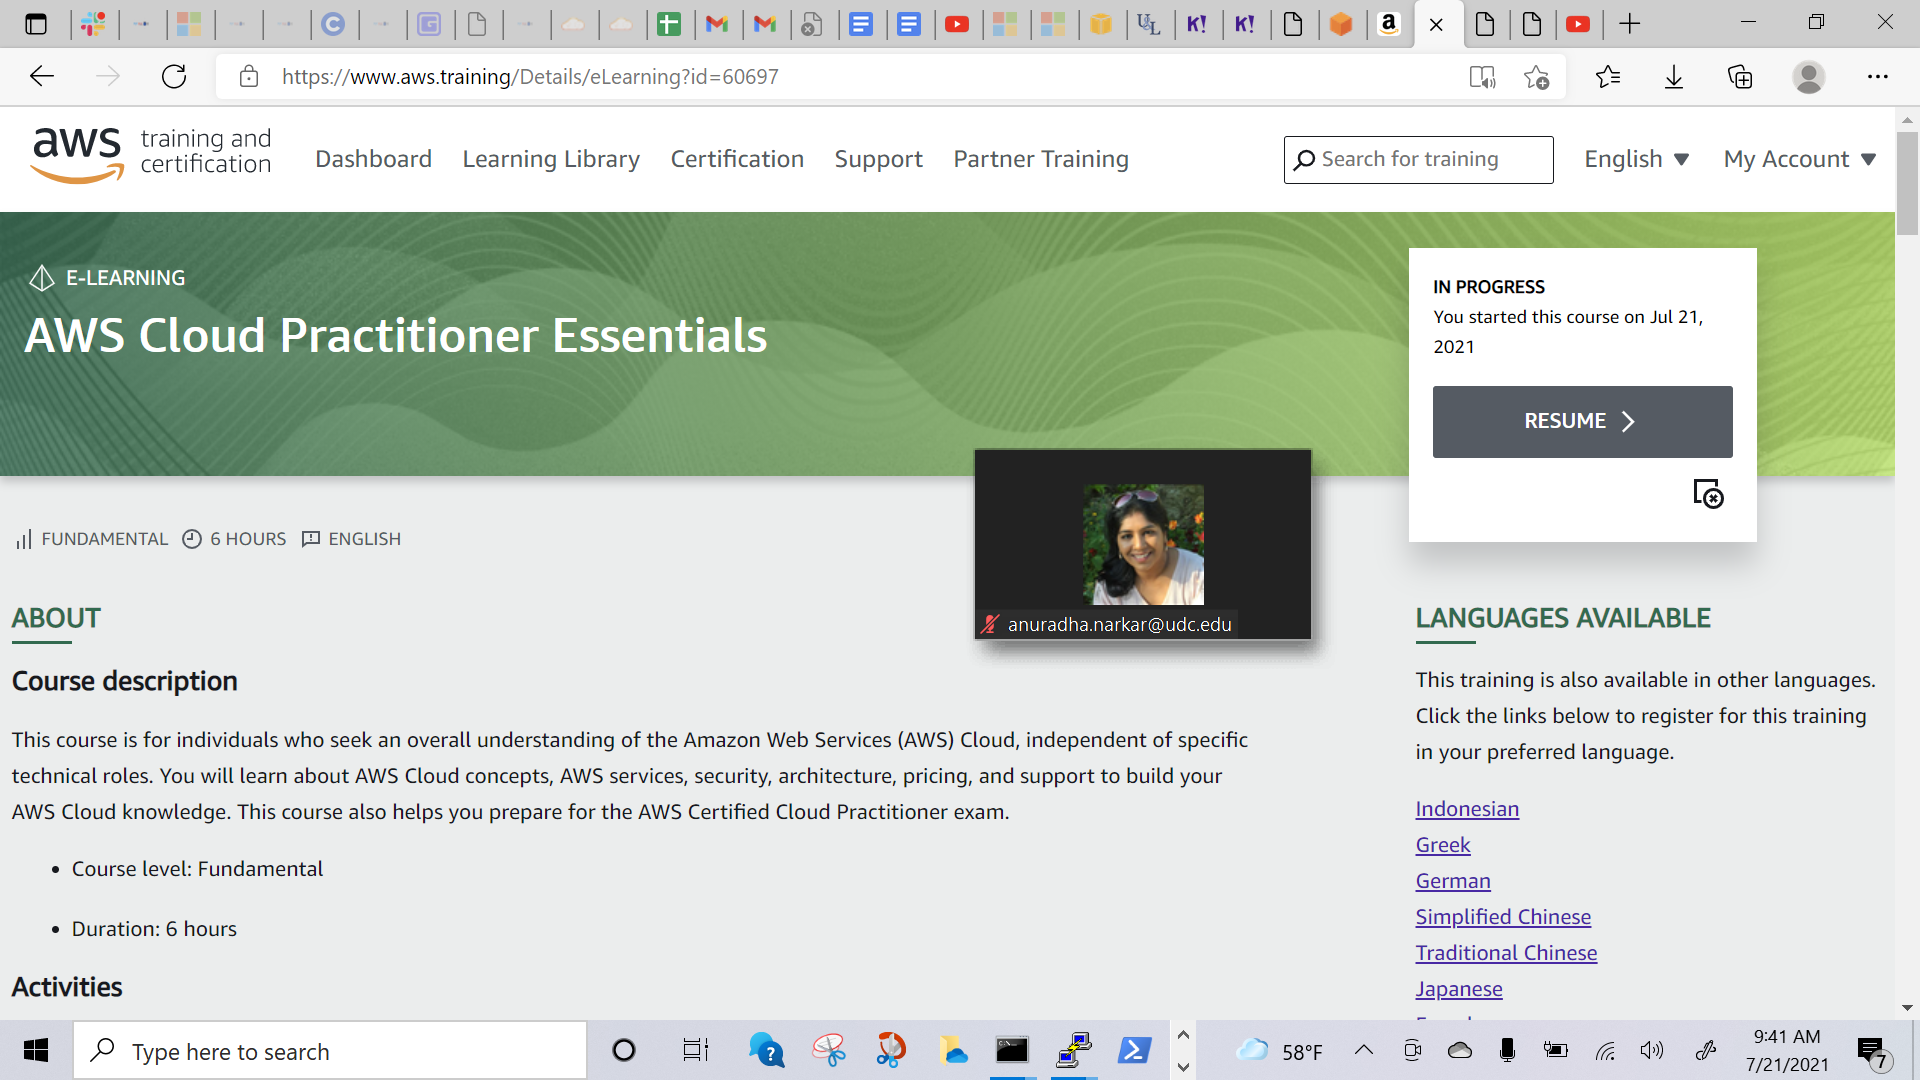 K!
K!
https://www.aws.training/Details/eLearning?id=60697
aws training and certification
Dashboard
Learning Library
Certification
Support
Partner Training
Search for training
English
My Account
E-LEARNING
AWS Cloud Practitioner Essentials
IN PROGRESS
You started this course on Jul 21,
2021
RESUME
FUNDAMENTAL
6 HOURS
ENGLISH
anuradha.narkar@udc.edu
ABOUT
Course description
This course is for individuals who seek an overall understanding of the Amazon Web Services (AWS) Cloud, independent of specific
technical roles. You will learn about AWS Cloud concepts, AWS services, security, architecture, pricing, and support to build your
AWS Cloud knowledge. This course also helps you prepare for the AWS Certified Cloud Practitioner exam.
• Course level: Fundamental
• Duration: 6 hours
Activities
LANGUAGES AVAILABLE
This training is also available in other languages.
Click the links below to register for this training
in your preferred language.
Indonesian
Greek
German
Simplified Chinese
Traditional Chinese
Japanese
Type here to search
58°F
9:41 AM
7/21/2021
7